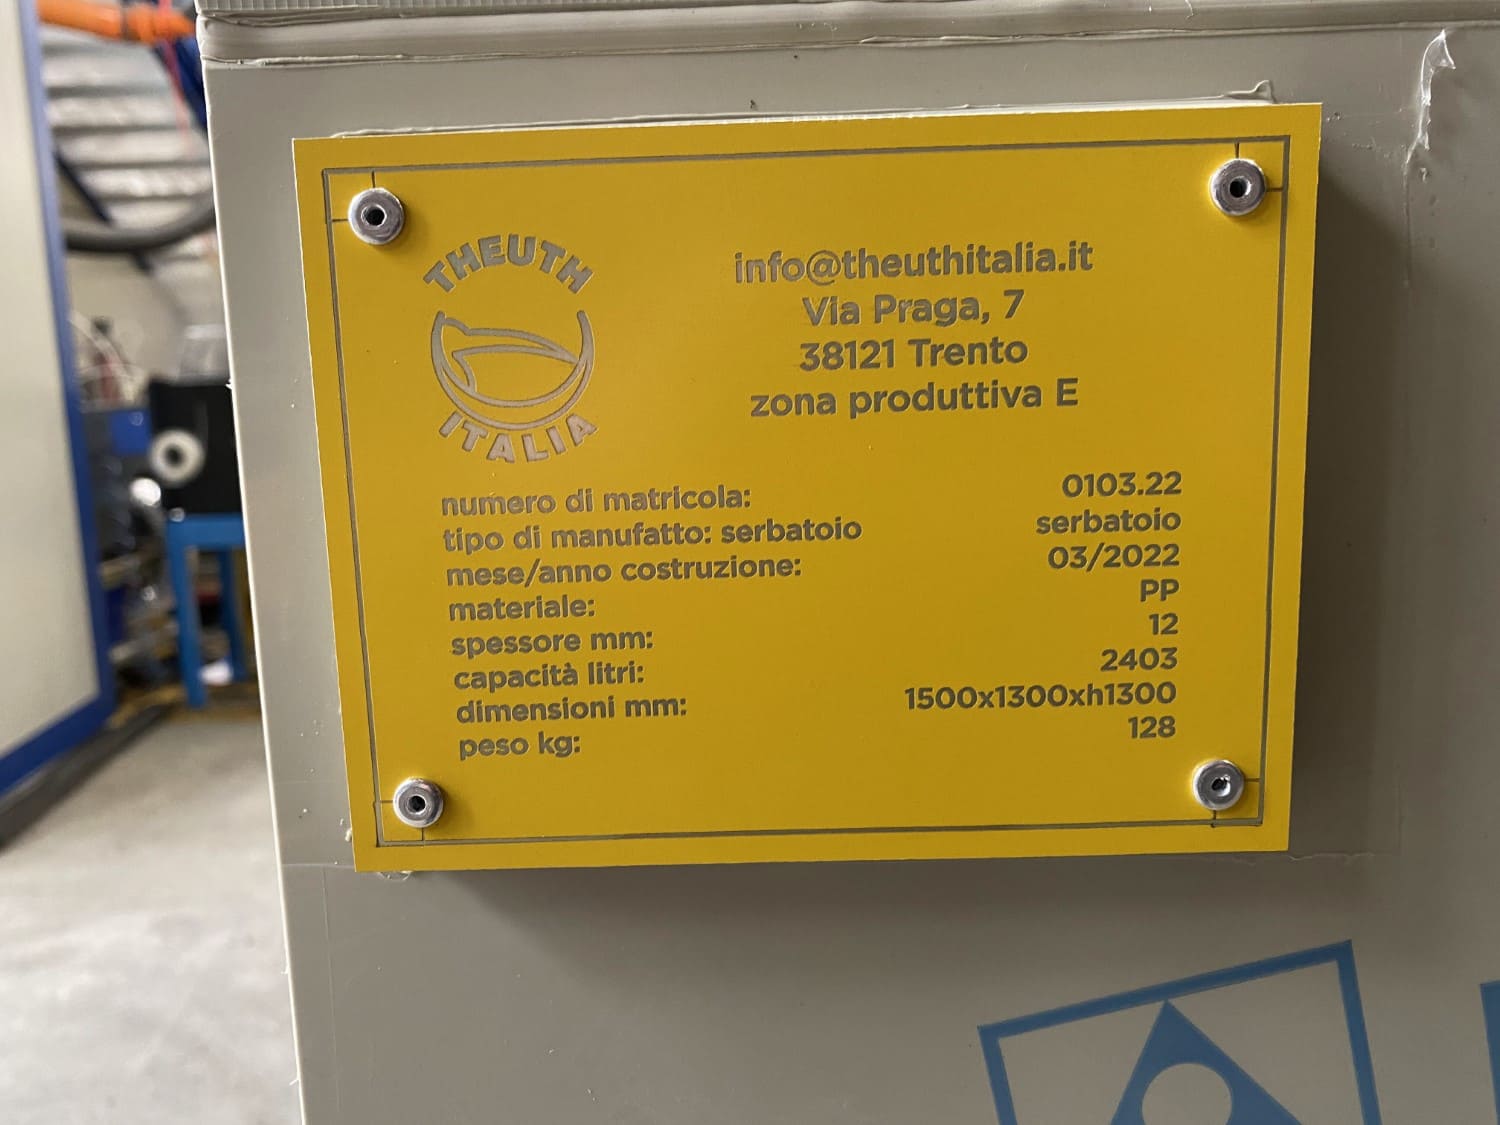 THEUTH
ITALIA
info@theuthitalia.it
Via Praga, 7
38121 Trento
zona produttiva E
numero di matricola: 0103.22
tipo di manufatto: serbatoio serbatoio
mese/anno costruzione: 03/2022
materiale: PP
spessore mm: 12
capacità litri: 2403
dimensioni mm: 1500x1300xh1300
peso kg: 128